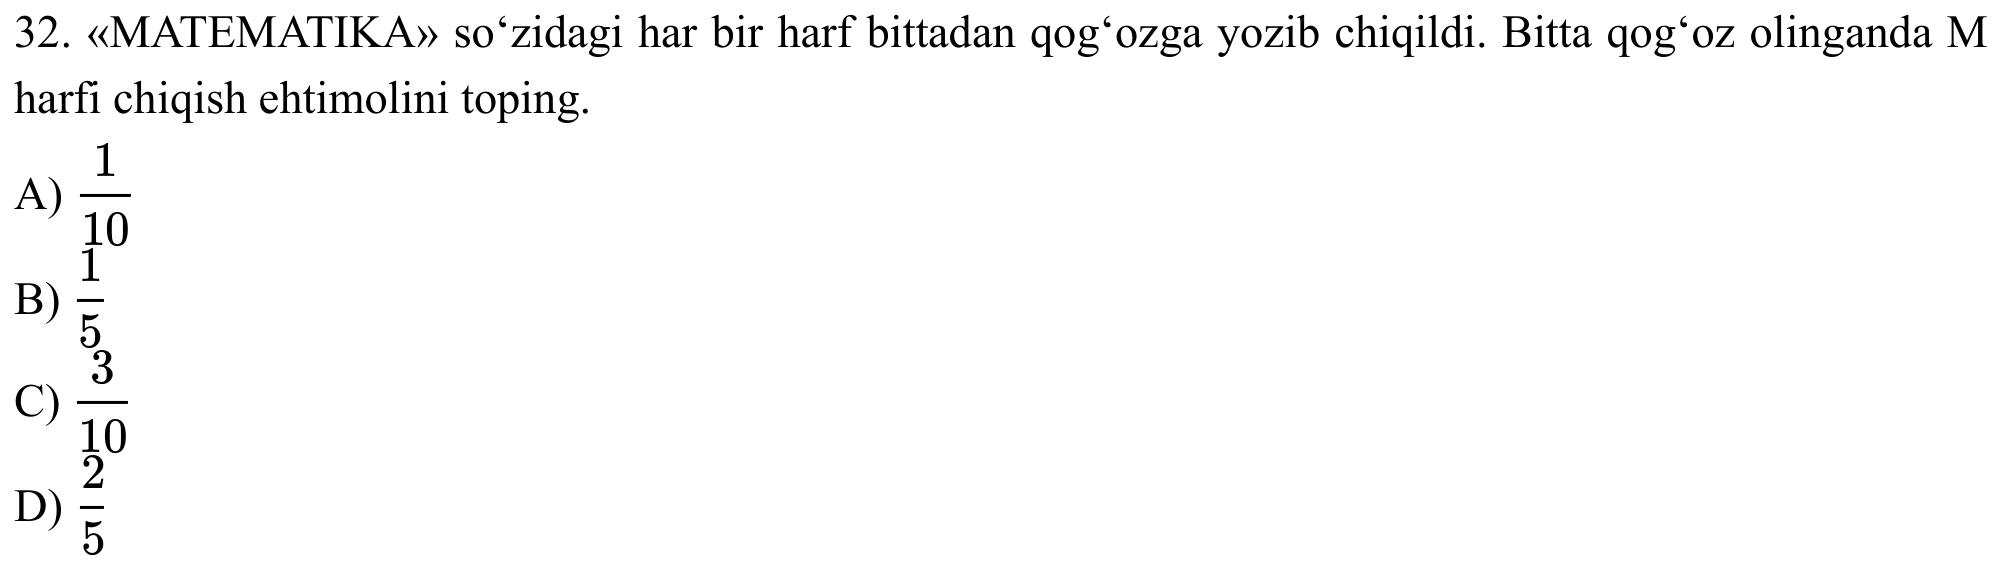 32. «MATEMATIKA» so‘zidagi har bir harf bittadan qog‘ozga yozib chiqildi. Bitta qog‘oz olinganda M
harfi chiqish ehtimolini toping.
A) 1/10
B) 1/5
C) 3/10
D) 2/5